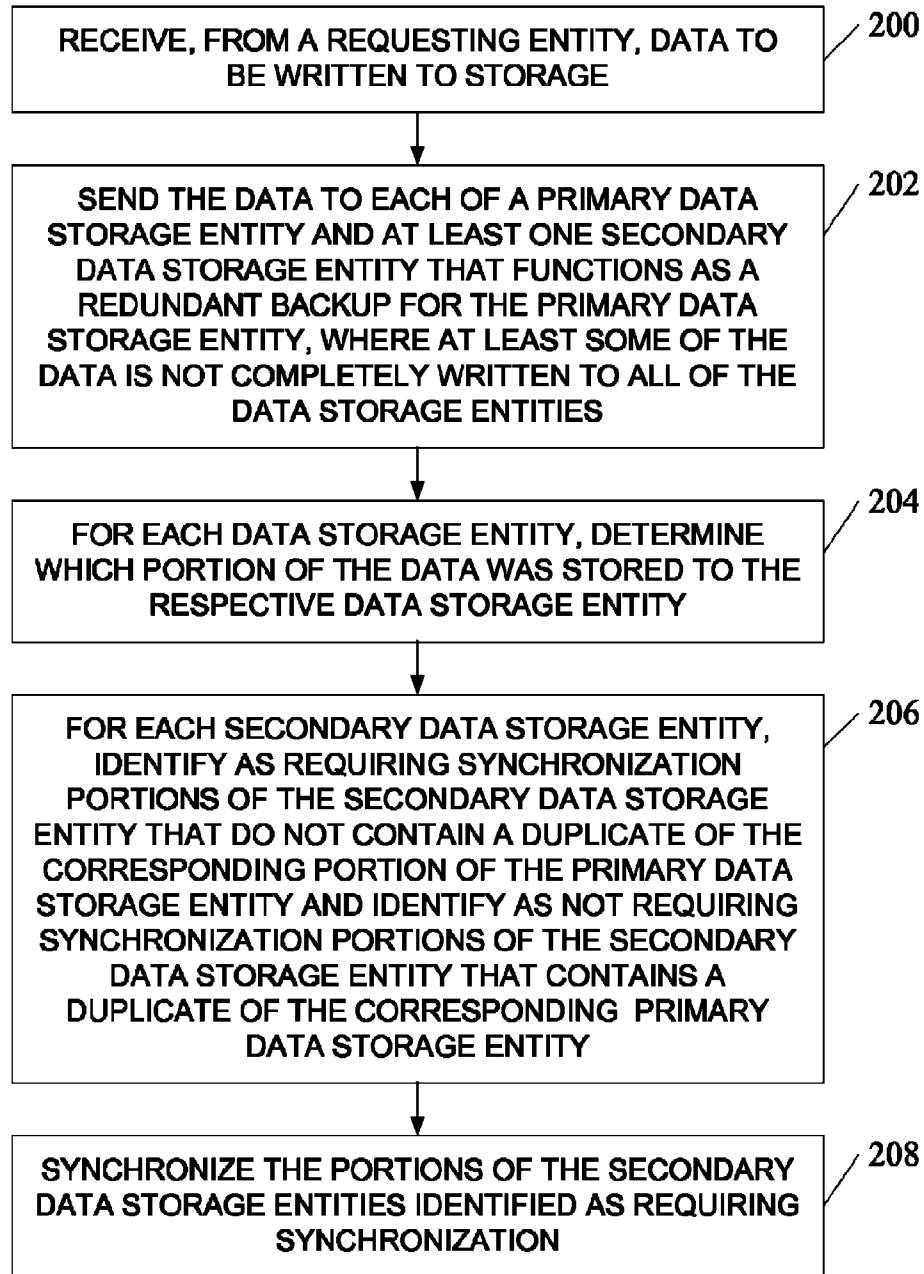 RECEIVE, FROM A REQUESTING ENTITY, DATA TO
BE WRITTEN TO STORAGE
200
SEND THE DATA TO EACH OF A PRIMARY DATA
STORAGE ENTITY AND AT LEAST ONE SECONDARY
DATA STORAGE ENTITY THAT FUNCTIONS AS A
REDUNDANT BACKUP FOR THE PRIMARY DATA
STORAGE ENTITY, WHERE AT LEAST SOME OF THE
DATA IS NOT COMPLETELY WRITTEN TO ALL OF THE
DATA STORAGE ENTITIES
202
FOR EACH DATA STORAGE ENTITY, DETERMINE
WHICH PORTION OF THE DATA WAS STORED TO THE
RESPECTIVE DATA STORAGE ENTITY
204
FOR EACH SECONDARY DATA STORAGE ENTITY,
IDENTIFY AS REQUIRING SYNCHRONIZATION
PORTIONS OF THE SECONDARY DATA STORAGE
ENTITY THAT DO NOT CONTAIN A DUPLICATE OF THE
CORRESPONDING PORTION OF THE PRIMARY DATA
STORAGE ENTITY AND IDENTIFY AS NOT REQUIRING
SYNCHRONIZATION PORTIONS OF THE SECONDARY
DATA STORAGE ENTITY THAT CONTAINS A
DUPLICATE OF THE CORRESPONDING PRIMARY
DATA STORAGE ENTITY
206
SYNCHRONIZE THE PORTIONS OF THE SECONDARY
DATA STORAGE ENTITIES IDENTIFIED AS REQUIRING
SYNCHRONIZATION
208